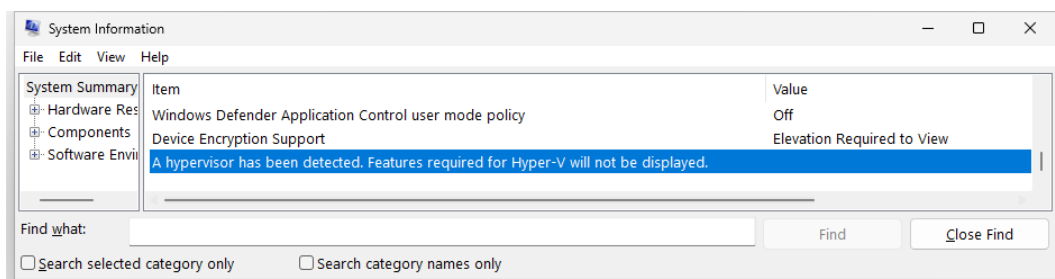 System Information
File Edit View Help
System Summary
Hardware Res
Components
Software Envi
Item Value
Windows Defender Application Control user mode policy Off
Device Encryption Support Elevation Required to View
A hypervisor has been detected. Features required for Hyper-V will not be displayed.
Find what: Find Close Find
Search selected category only Search category names only